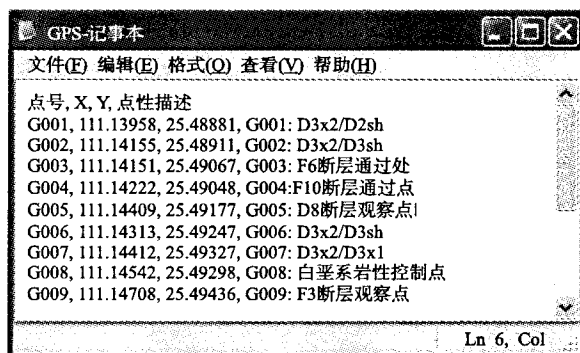 GPS-记事本
文件(F) 编辑(E) 格式(O) 查看(V) 帮助(H)
点号, X, Y, 点性描述
G001, 111.13958, 25.48881, G001: D3x2/D2sh
G002, 111.14155, 25.48911, G002: D3x2/D3sh
G003, 111.14151, 25.49067, G003: F6断层通过处
G004, 111.14222, 25.49048, G004:F10断层通过点
G005, 111.14409, 25.49177, G005: D8断层观察点
G006, 111.14313, 25.49247, G006: D3x2/D3sh
G007, 111.14412, 25.49327, G007: D3x2/D3x1
G008, 111.14542, 25.49298, G008: 白垩系岩性控制点
G009, 111.14708, 25.49436, G009: F3断层观察点
Ln 6, Col